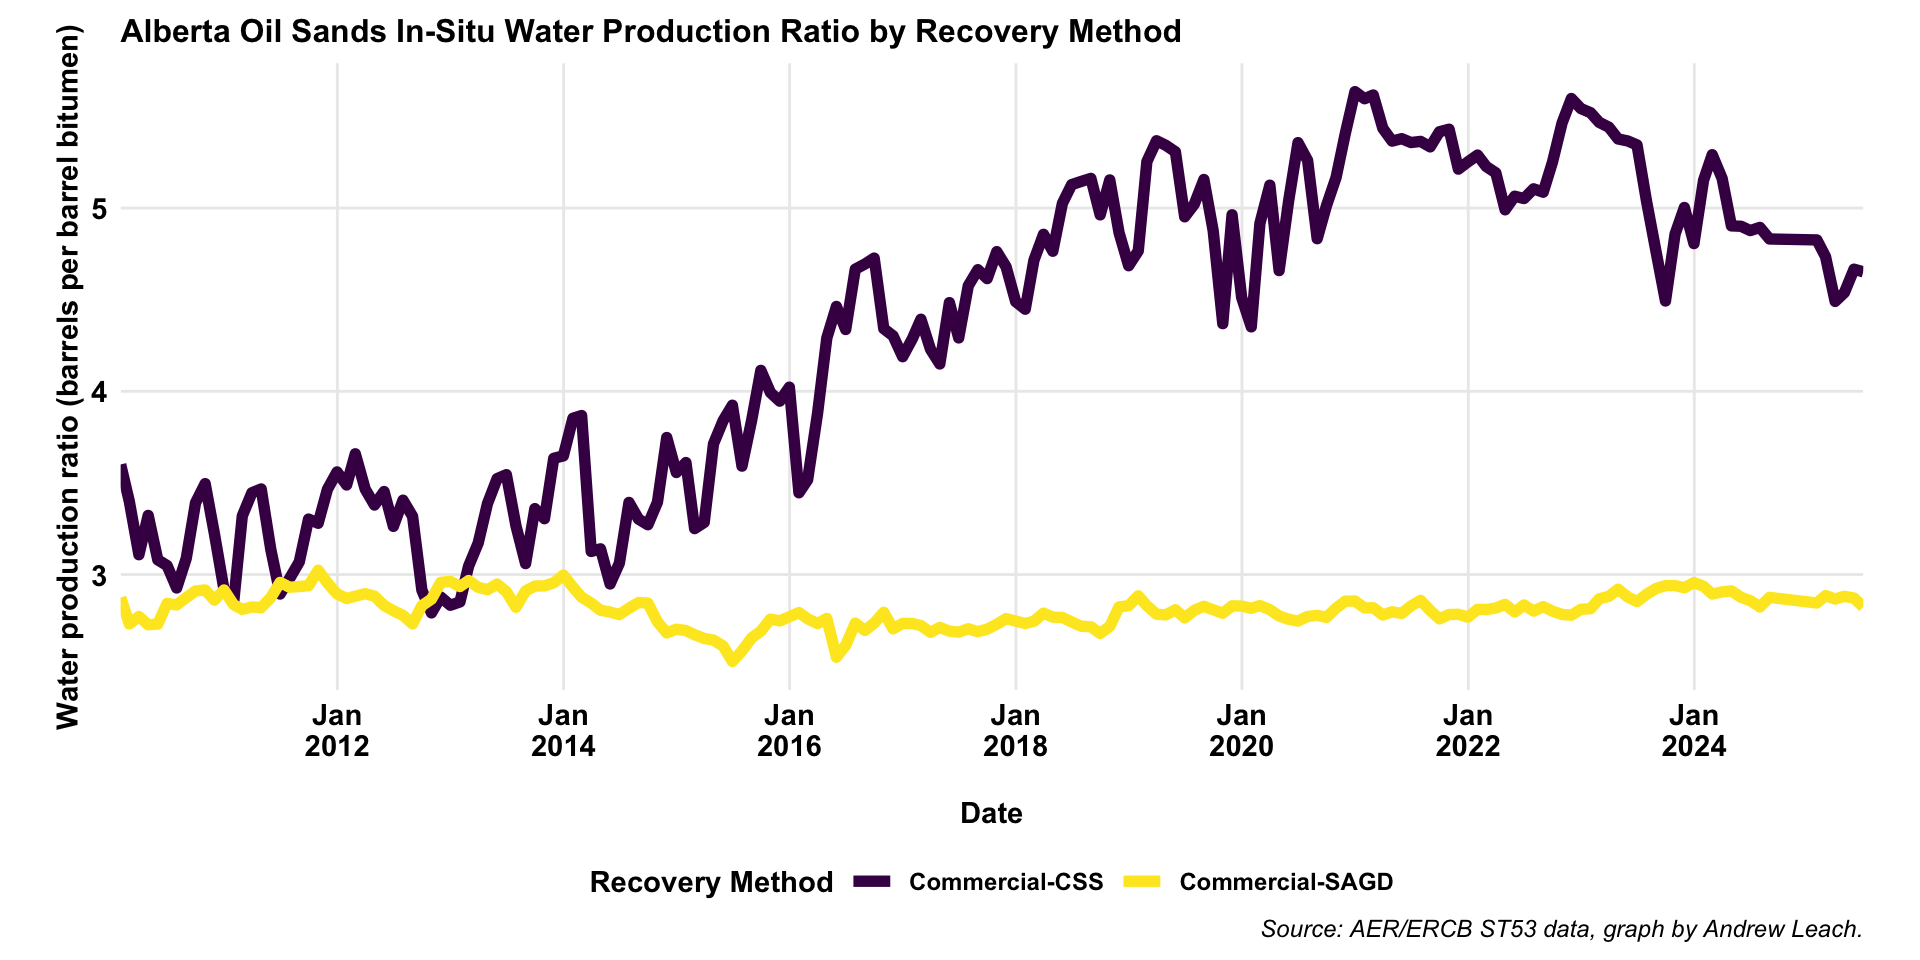 Alberta Oil Sands In-Situ Water Production Ratio by Recovery Method
Water production ratio (barrels per barrel bitumen)
5
4
3
Jan
2012
Jan
2014
Jan
2016
Jan
2018
Jan
2020
Jan
2022
Jan
2024
Date
Recovery Method Commercial-CSS Commercial-SAGD
Source: AER/ERCB ST53 data, graph by Andrew Leach.